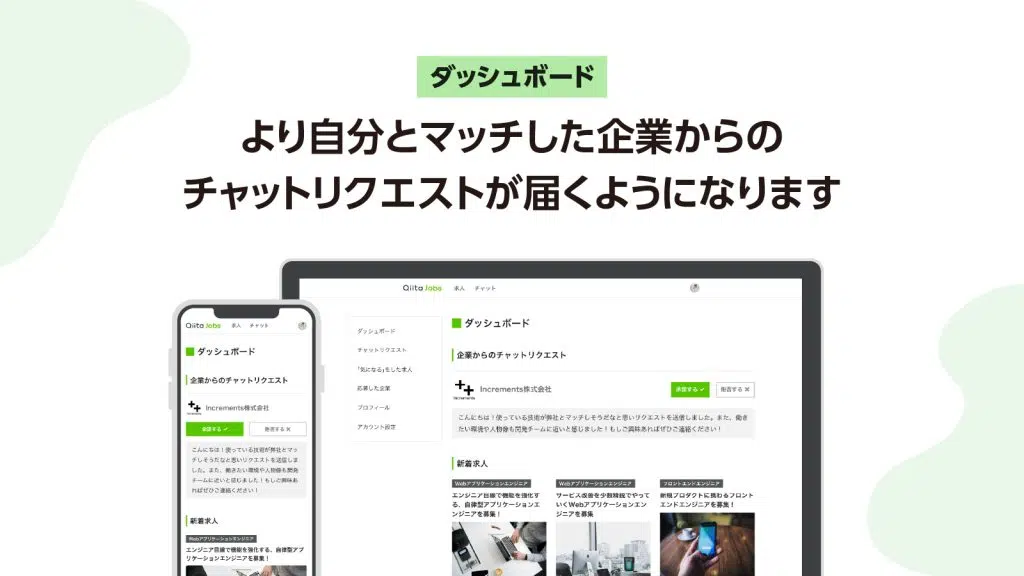 ダッシュボード
より自分とマッチした企業からの
チャットリクエストが届くようになります
Qiita Jobs 求人 チャット
ダッシュボード
チャットリクエスト
「気になる」をした求人
応募した企業
プロフィール
アカウント設定
ダッシュボード
企業からのチャットリクエスト
Increments
Increments株式会社
承諾する ✓ 拒否する ×
こんにちは！使っている技術が弊社とマッチしそうだなと思いリクエストを送信しました。また、働き
たい環境や人物像も開発チームに近いと感じました！もしご興味あればぜひご連絡ください！
新着求人
Webアプリケーションエンジニア
エンジニア目線で機能を強化す
る、自律型アプリケーションエ
ンジニアを募集！
Webアプリケーションエンジニア
サービス改善を少数精鋭でやって
いくWebアプリケーションエン
ジニアを募集
フロントエンドエンジニア
新規プロダクトに携わるフロント
エンドエンジニアを募集！
Qiita Jobs 求人 チャット
ダッシュボード
企業からのチャットリクエスト
Increments
Increments株式会社
承諾する ✓ 拒否する ×
こんにちは！使っている技術が弊社とマ
ッチしそうだなと思いリクエストを送信しま
した。また、働きたい環境や人物像も開発
チームに近いと感じました！もしご興味あ
ればぜひご連絡ください！
新着求人
Webアプリケーションエンジニア
エンジニア目線で機能を強化する、自律型アプ
リケーションエンジニアを募集！